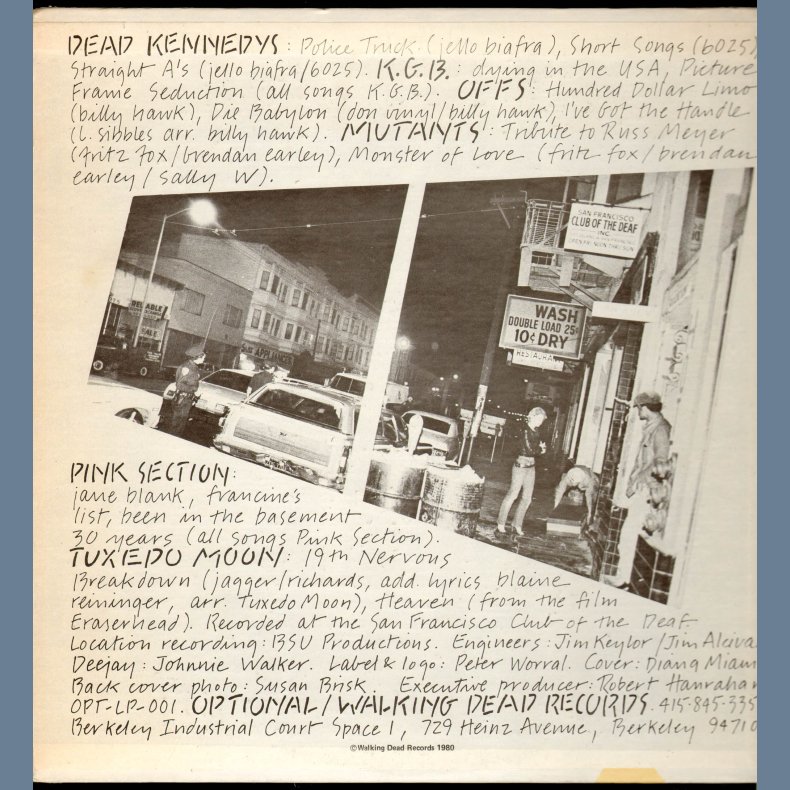 DEAD KENNEDYS: Police Truck (jello biafra), Short Songs (6025)
Straight A's (jello biafra/6025). K.G.B.: dying in the USA, Picture
Frame Seduction (all songs K.G.B.). OFFS: Hundred Dollar Limo
(billy hawk), Die Babylon (don vinyl/billy hawk), I've Got the Handle
(l. sibbles arr. billy hawk). MUTANTS: Tribute to Russ Meyer
(fritz fox/brendan earley), Monster of Love (fritz fox/brendan
earley/sally w).
SAN FRANCISCO
CLUB OF THE DEAF
INC.
WASH
DOUBLE LOAD 25¢
10¢ DRY
RESTAURA
RELIABLE
SALE
APPLIANCES
PINK SECTION:
jane blank, francine's
list, been in the basement
30 years (all songs Pink Section).
TUXEDO MOON: 19th Nervous
Breakdown (jagger/richards, add. lyrics blaine
reininger, arr. Tuxedo Moon), Heaven (from the film
Eraserhead). Recorded at the San Francisco Club of the Deaf.
Location recording: BSU Productions. Engineers: Jim Keylor/Jim Alciva
Deejay: Johnnie Walker. Label & logo: Peter Worral. Cover: Diana Miam
Back cover photo: Susan Brisk. Executive producer: Robert Hanrahan
OPT-LP-001. OPTIONAL/WALKING DEAD RECORDS. 415-845-335
Berkeley Industrial Court Space 1, 729 Heinz Avenue, Berkeley 94710
©Walking Dead Records 1980